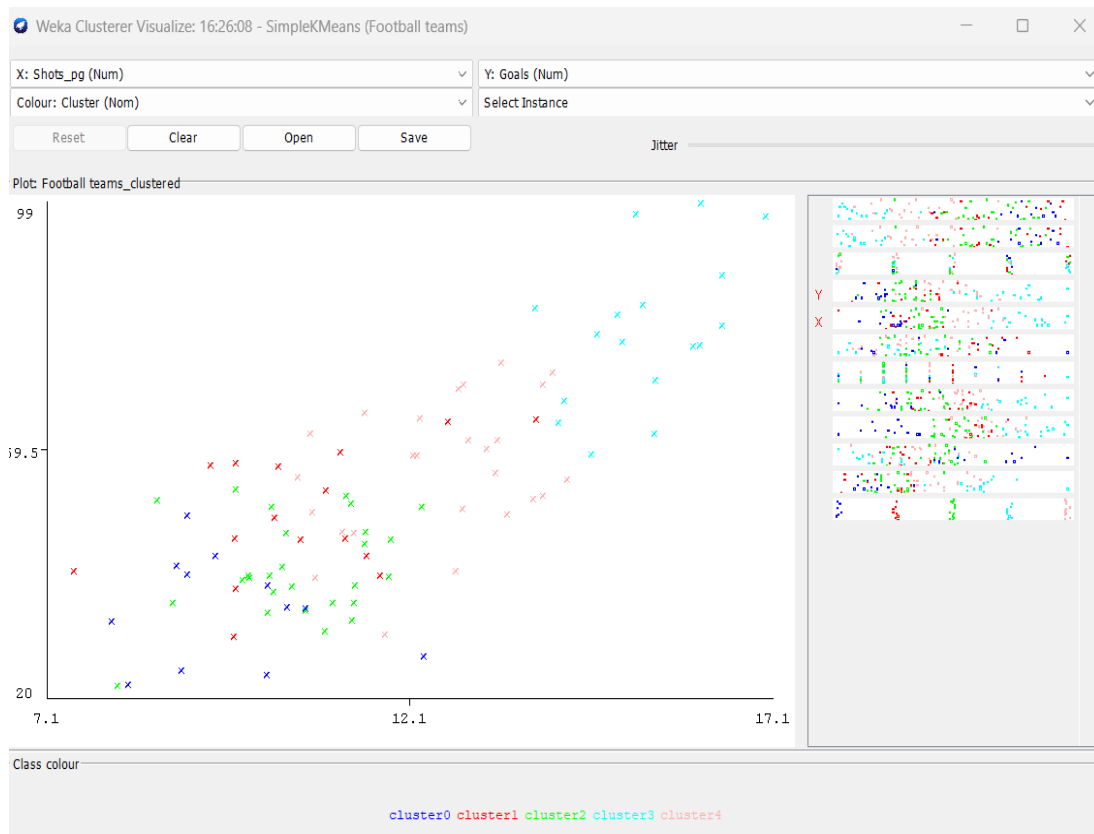 Weka Clusterer Visualize: 16:26:08 - SimpleKMeans (Football teams)
X: Shots_pg (Num) Y: Goals (Num)
Colour: Cluster (Nom) Select Instance
Reset Clear Open Save Jitter
Plot: Football teams_clustered
99
Y
X
59.5
20
7.1 12.1 17.1
Class colour
cluster0 cluster1 cluster2 cluster3 cluster4